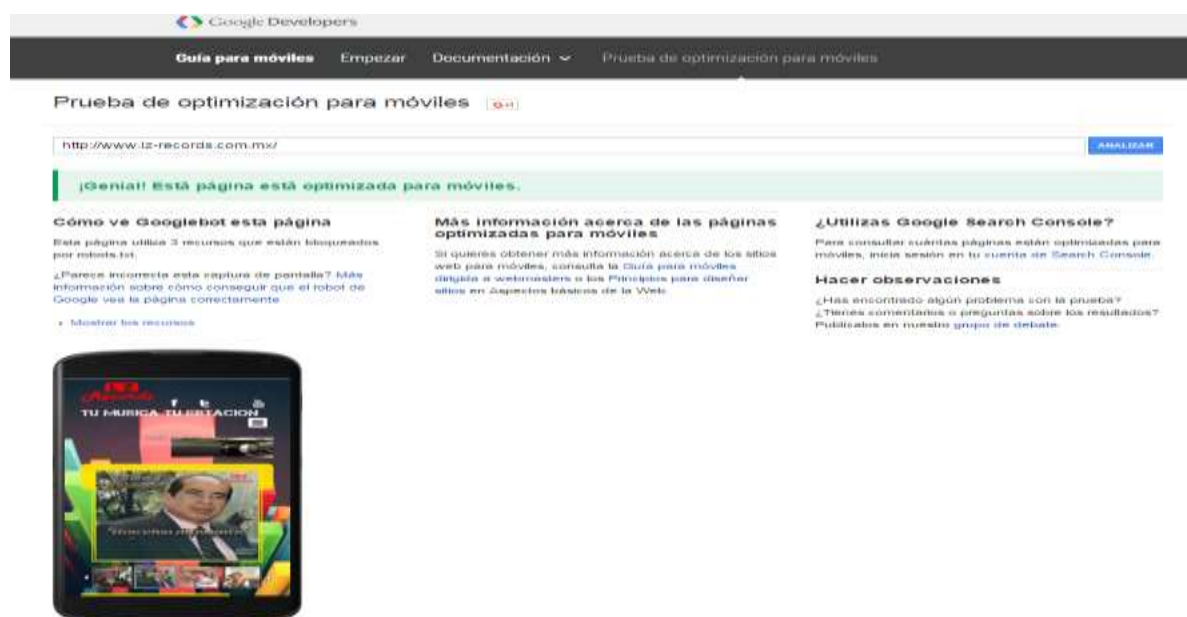 Google Developers
Guía para móviles Empezar Documentación Prueba de optimización para móviles
Prueba de optimización para móviles
http://www.lz-records.com.mx/ ANALIZAR
¡Genial! Está página está optimizada para móviles.
Cómo ve Googlebot esta página
Esta página utiliza 3 recursos que están bloqueados
por robots.txt.
¿Parece incorrecta esta captura de pantalla? Más
información sobre cómo conseguir que el robot de
Google vea la página correctamente
Mostrar los recursos
Más información acerca de las páginas
optimizadas para móviles
Si quieres obtener más información acerca de los sitios
web para móviles, consulta la Guía para móviles
dirigida a webmasters o los Principios para diseñar
sitios en Aspectos básicos de la Web.
¿Utilizas Google Search Console?
Para consultar cuántas páginas están optimizadas para
móviles, inicia sesión en tu cuenta de Search Console.
Hacer observaciones
¿Has encontrado algún problema con la prueba?
¿Tienes comentarios o preguntas sobre los resultados?
Publícalos en nuestro grupo de debate.
TU MUSICA TU ESTACION